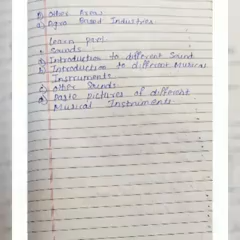 b) Other Areas
c) Agro Based Industries
Learn pro!
Sounds
a) Introduction to different Sound
b) Introduction to different Musical
Instruments
c) Other Sounds
d) Paste pictures of different
Musical Instruments